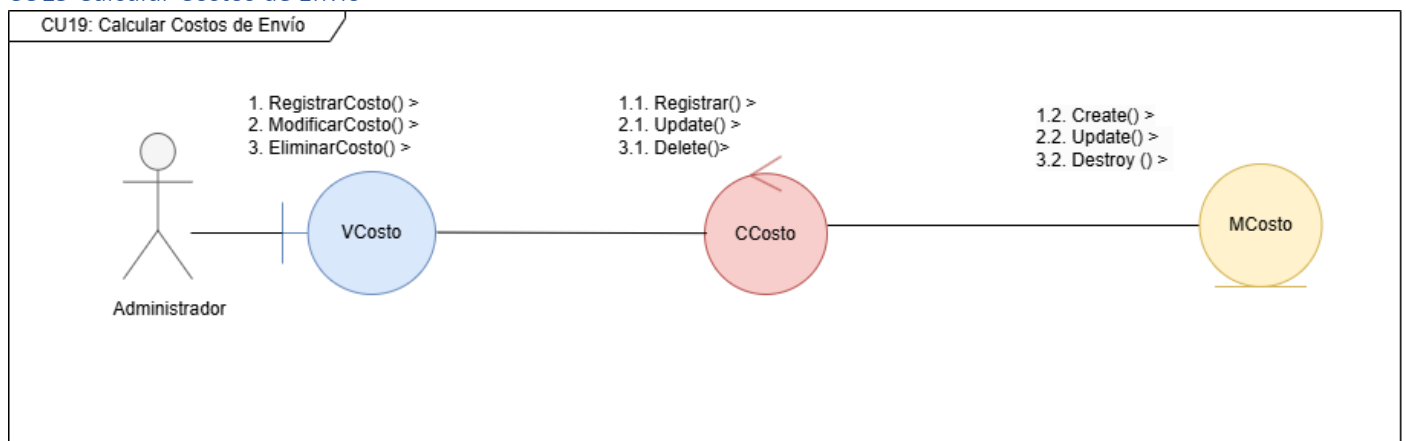 CU19: Calcular Costos de Envío
1. RegistrarCosto() >
2. ModificarCosto() >
3. EliminarCosto() >
1.1. Registrar() >
2.1. Update() >
3.1. Delete()>
1.2. Create() >
2.2. Update() >
3.2. Destroy () >
VCosto
CCosto
MCosto
Administrador